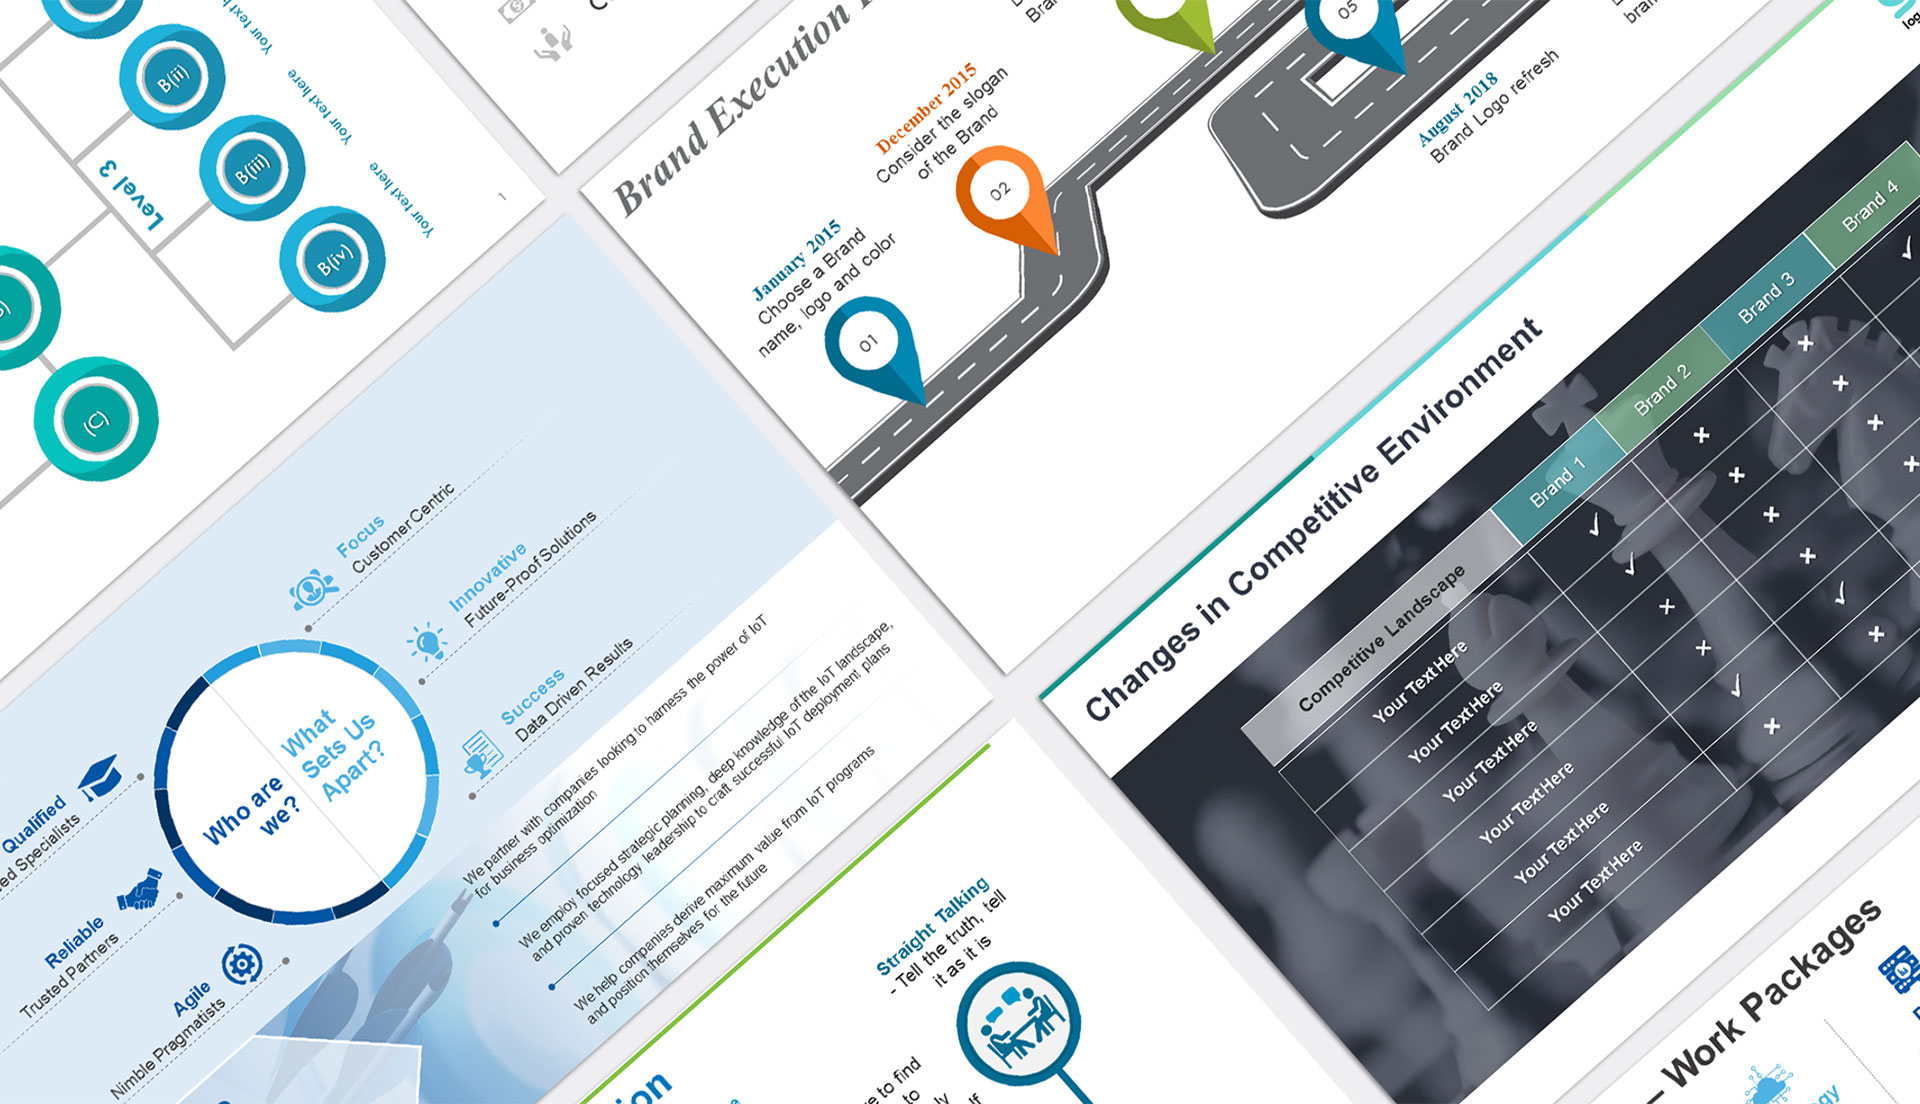 B(ii)
B(iii)
B(iv)
(C)
Level 3
Your text here
Your text here
Your text here
1
Brand Execution
January 2015
Choose a Brand
name, logo and color
01
December 2015
Consider the slogan
of the Brand
02
05
August 2018
Brand Logo refresh
Changes in Competitive Environment
Competitive Landscape
Brand 1
Brand 2
Brand 3
Brand 4
Your Text Here
Your Text Here
Your Text Here
Your Text Here
Your Text Here
Your Text Here
Focus
Customer Centric
Innovative
Future-Proof Solutions
Success
Data Driven Results
Who are
we?
What
Sets Us
Apart?
Qualified
Specialists
Reliable
Trusted Partners
Agile
Nimble Pragmatists
We partner with companies looking to harness the power of IoT
for business optimization
We employ focused strategic planning, deep knowledge of the IoT landscape,
and proven technology leadership to craft successful IoT deployment plans
We help companies derive maximum value from IoT programs
and position themselves for the future
Straight Talking
- Tell the truth, tell
it as it is
to find
to
– Work Packages